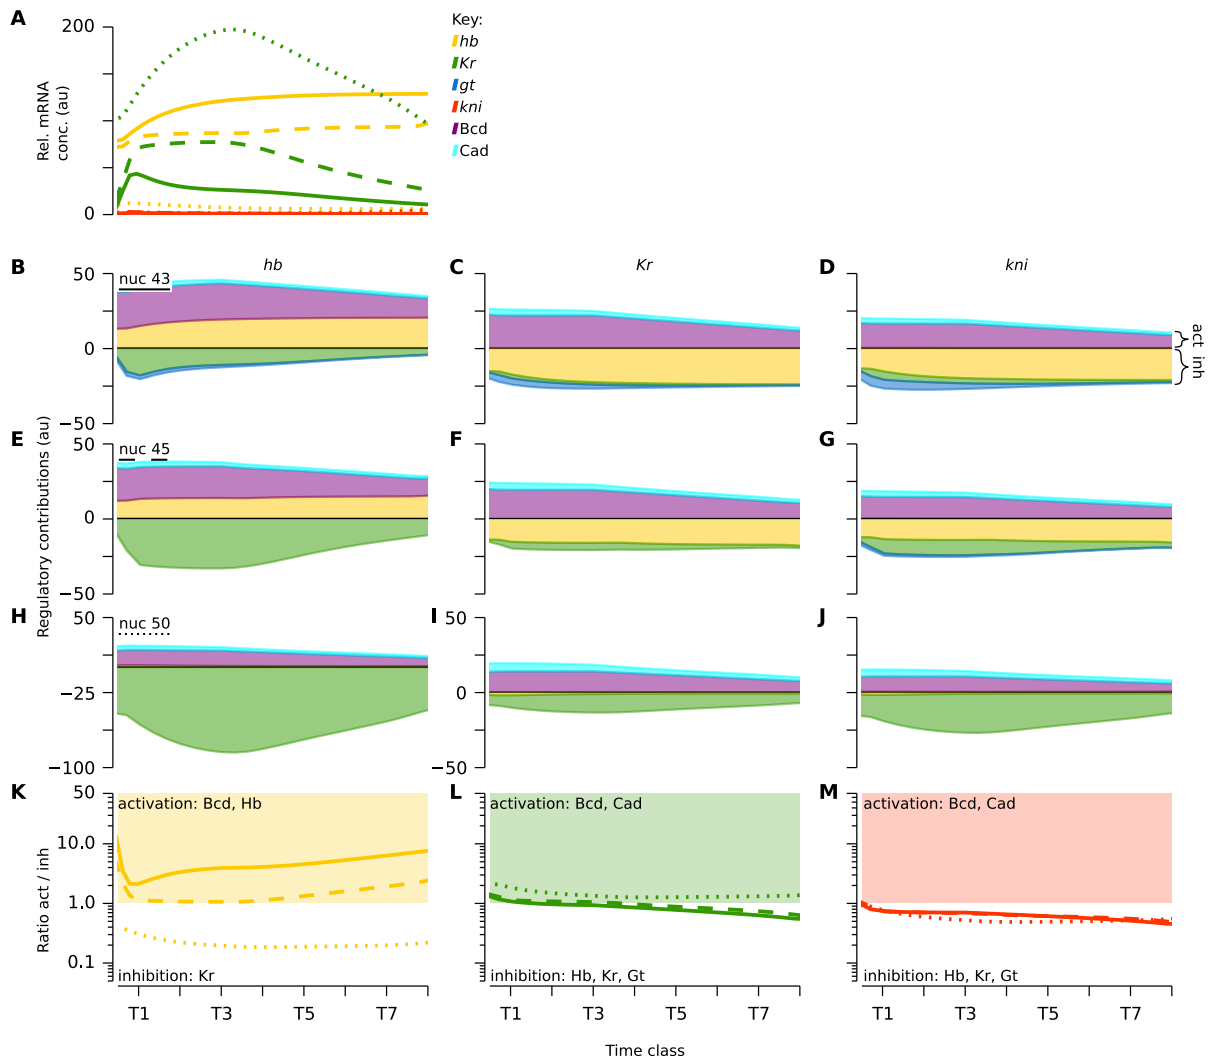 A
200
0
Rel. mRNA
conc. (au)
Key:
hb
Kr
gt
kni
Bcd
Cad
B
hb
C
Kr
D
kni
nuc 43
50
0
−50
act
inh
Regulatory contributions (au)
E
F
G
nuc 45
50
0
−50
H
I
J
nuc 50
50
−25
−100
50
0
−50
K
L
M
50
10.0
1.0
0.1
Ratio act / inh
activation: Bcd, Hb
activation: Bcd, Cad
activation: Bcd, Cad
inhibition: Kr
inhibition: Hb, Kr, Gt
inhibition: Hb, Kr, Gt
T1 T3 T5 T7
T1 T3 T5 T7
T1 T3 T5 T7
Time class